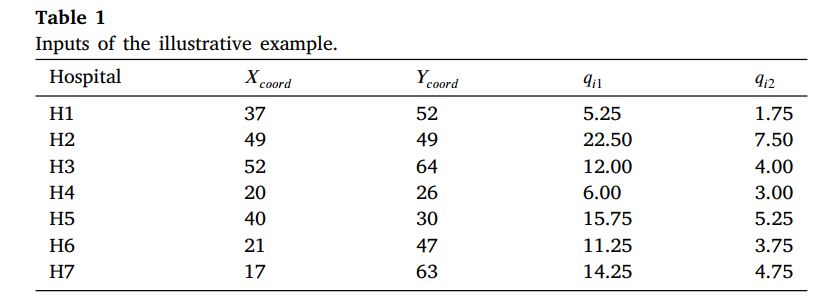 Table 1
Inputs of the illustrative example.
Hospital X_coord Y_coord q_i1 q_i2
H1 37 52 5.25 1.75
H2 49 49 22.50 7.50
H3 52 64 12.00 4.00
H4 20 26 6.00 3.00
H5 40 30 15.75 5.25
H6 21 47 11.25 3.75
H7 17 63 14.25 4.75